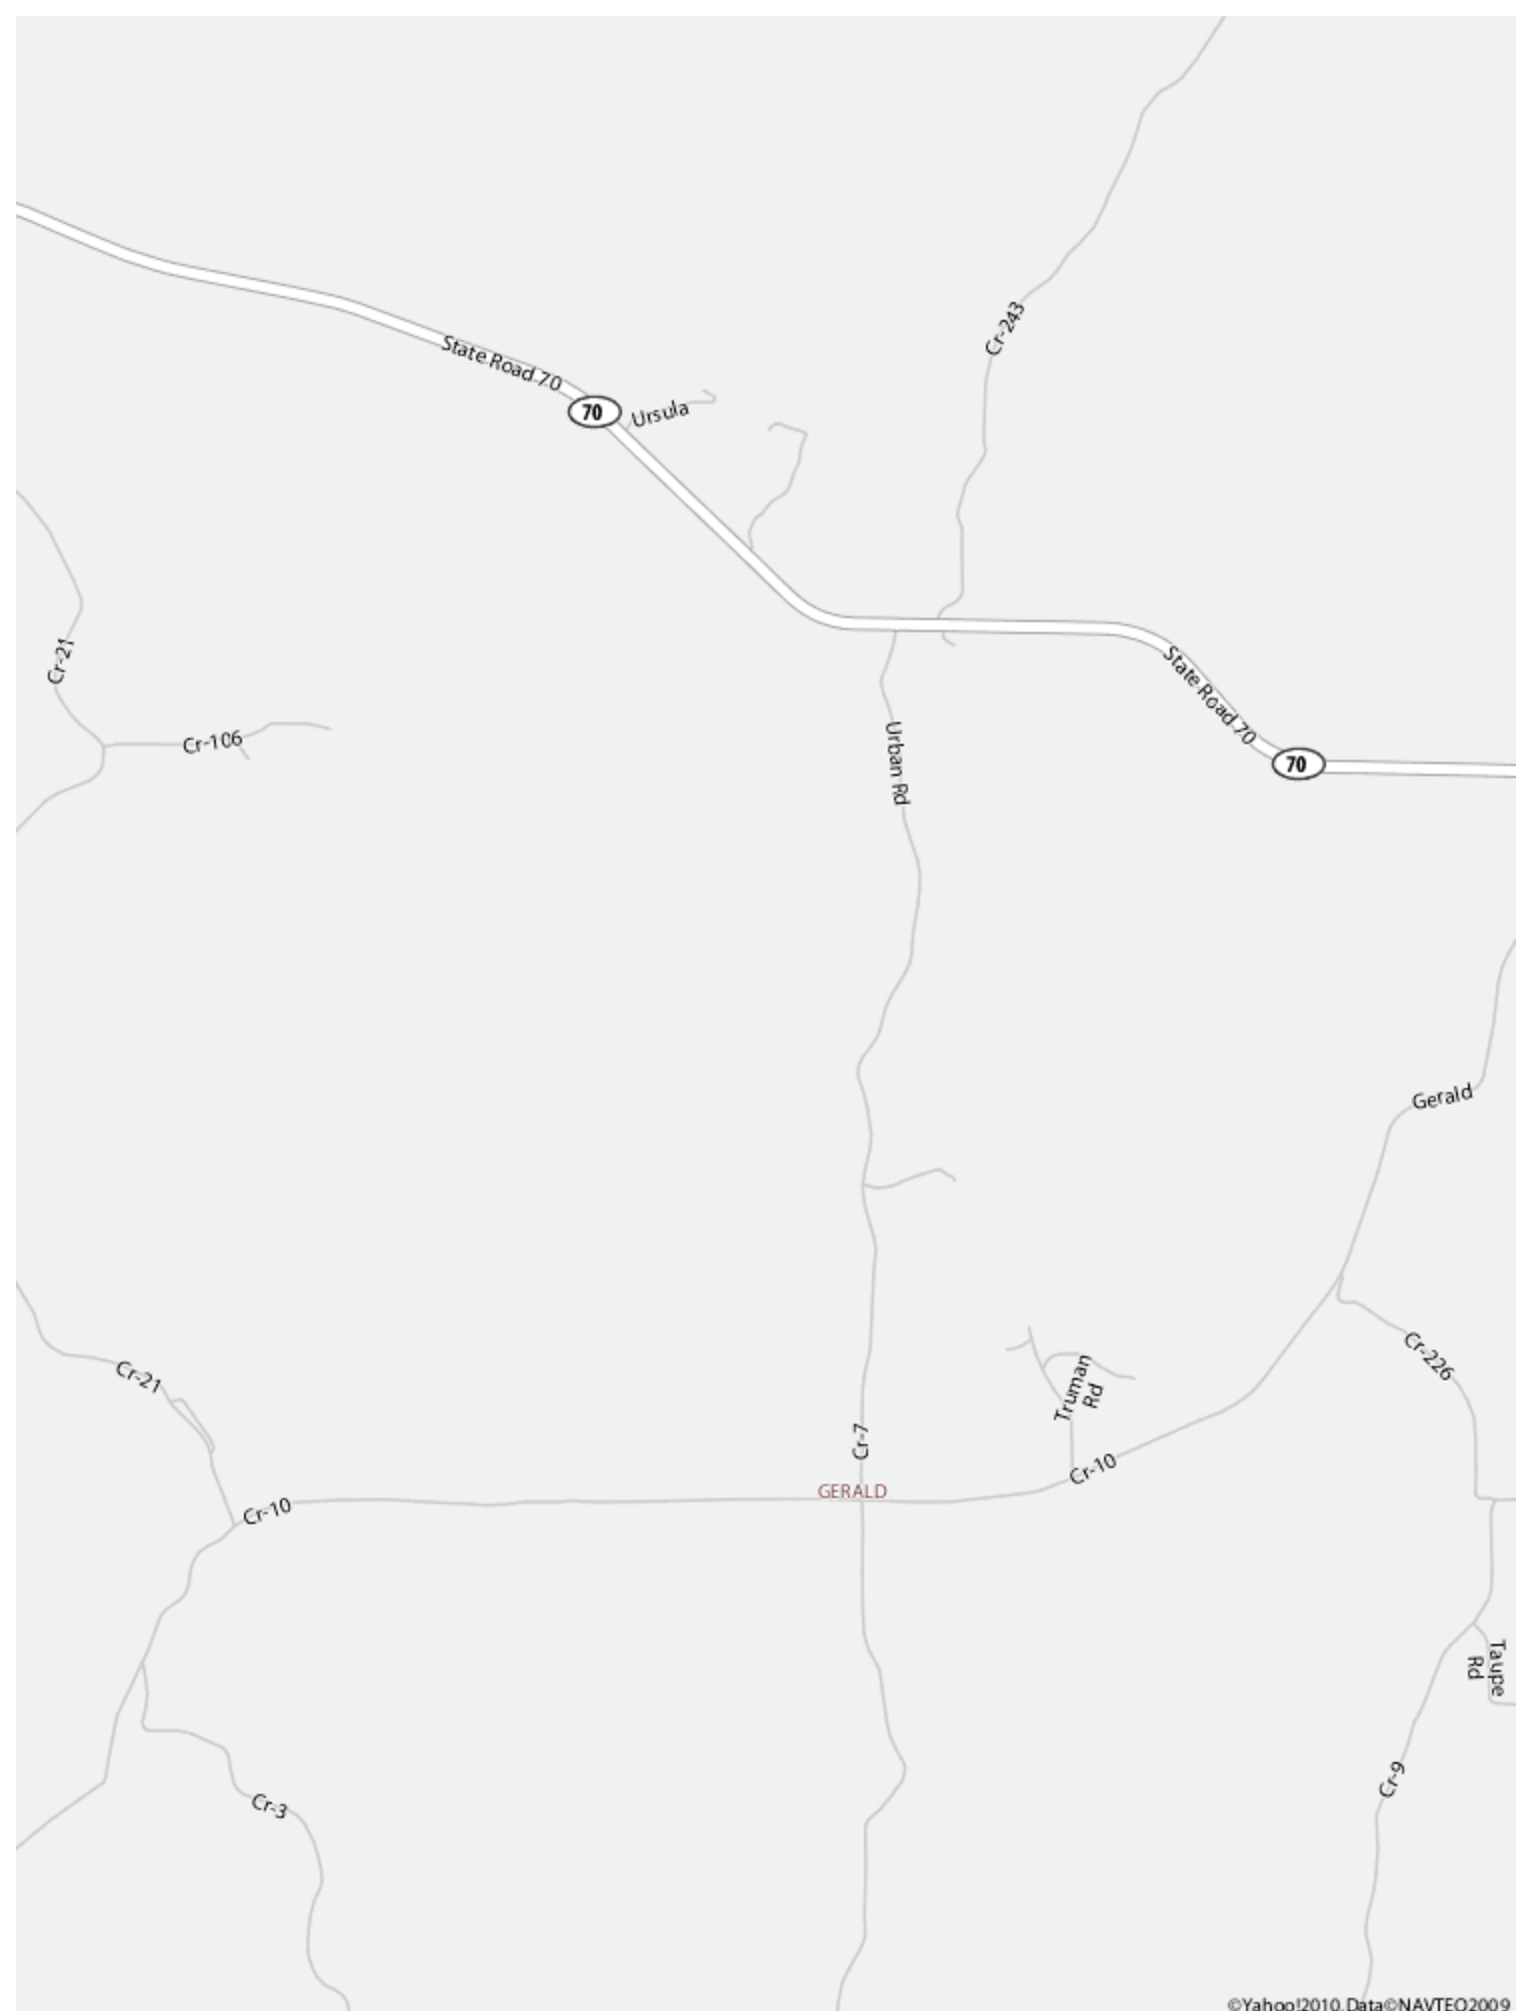 Cr-243
State Road 70
70
Ursula
Cr-21
State Road 70
Cr-106
Urban Rd
70
Gerald
Cr-226
Cr-21
Truman
Rd
Cr-7
Cr-10
GERALD
Cr-10
Taupe
Rd
Cr-9
Cr-3
©Yahoo!2010, Data©NAVTEQ2009